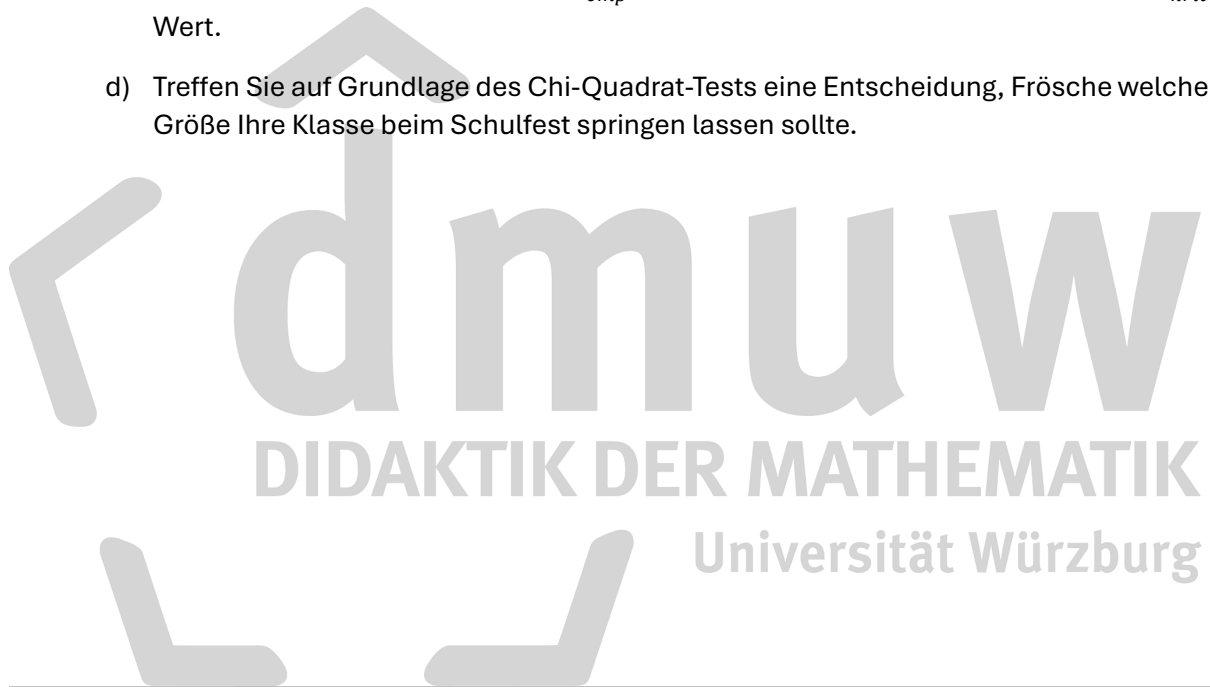 Wert.
d) Treffen Sie auf Grundlage des Chi-Quadrat-Tests eine Entscheidung, Frösche welche
Größe Ihre Klasse beim Schulfest springen lassen sollte.
dmuw
DIDAKTIK DER MATHEMATIK
Universität Würzburg